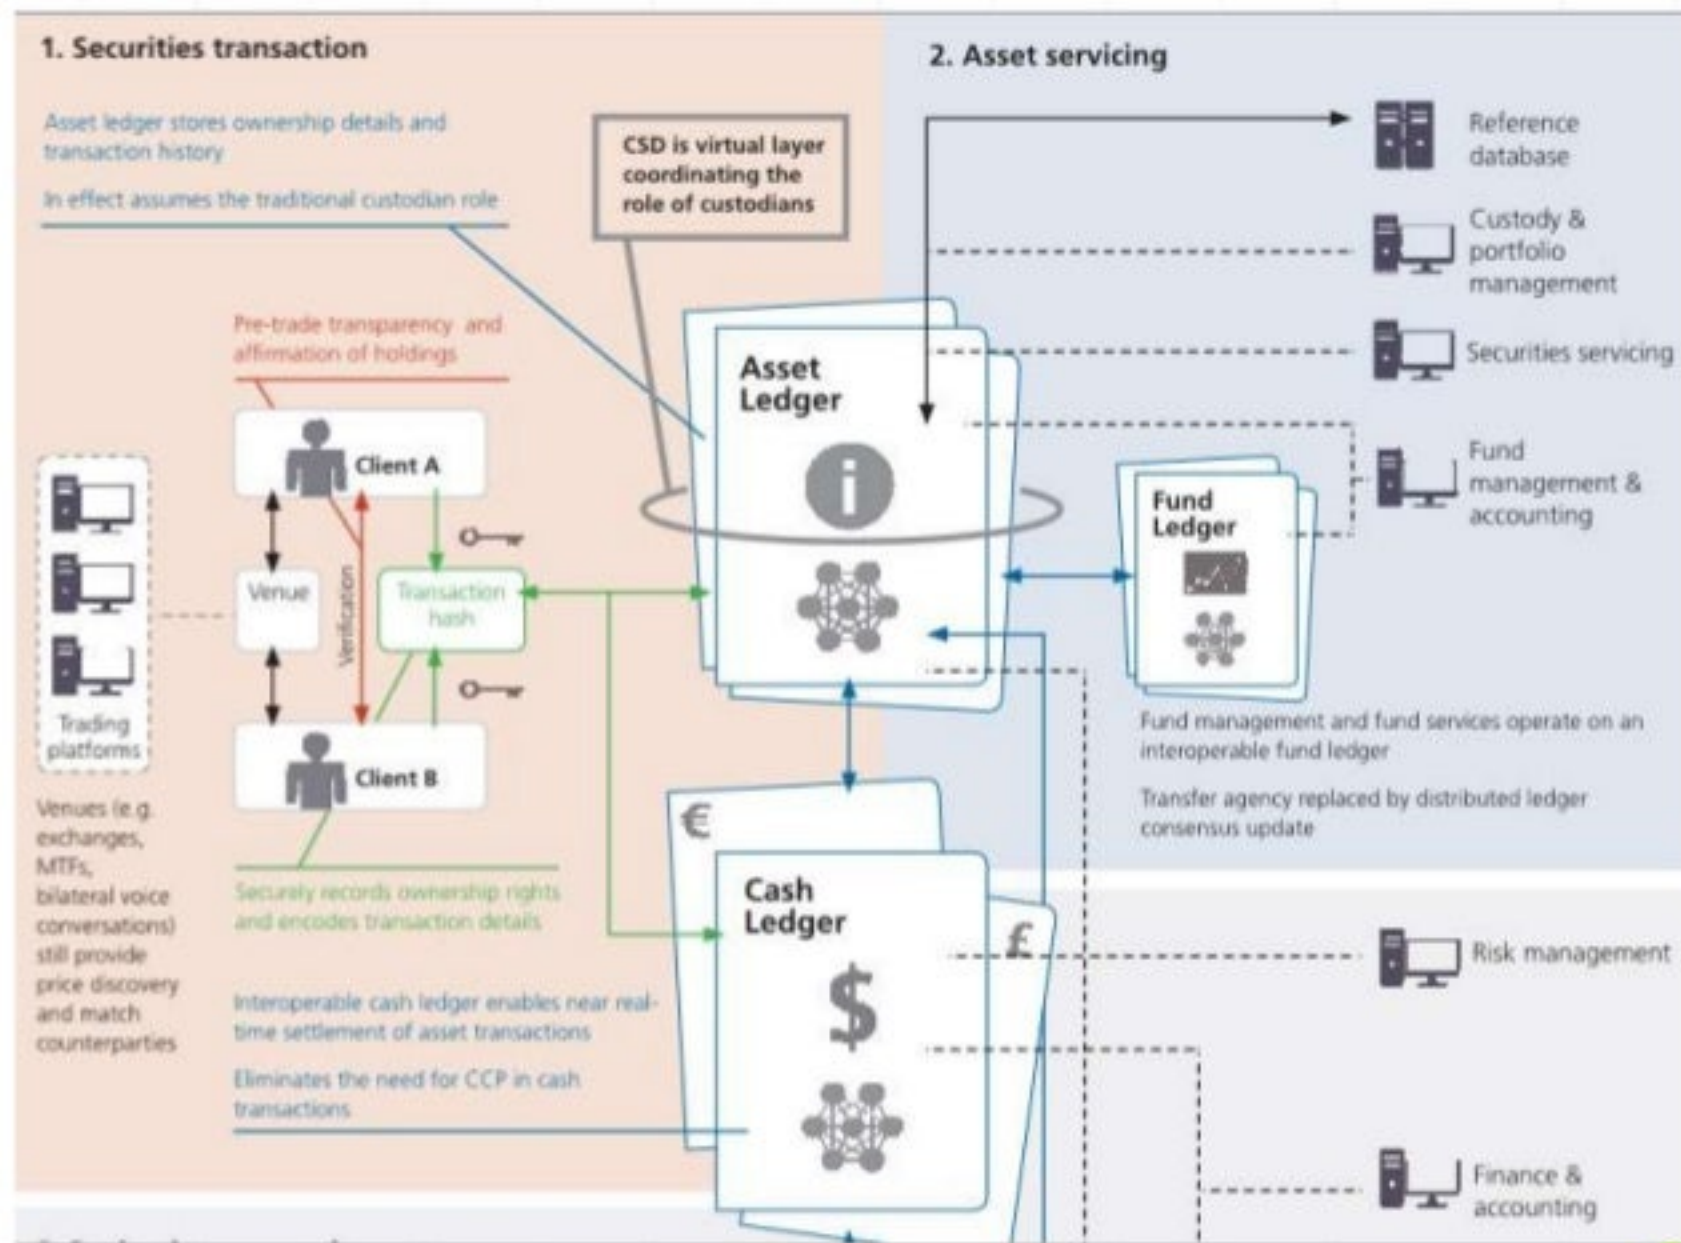 1. Securities transaction
Asset ledger stores ownership details and
transaction history
In effect assumes the traditional custodian role
CSD is virtual layer
coordinating the
role of custodians
Pre-trade transparency and
affirmation of holdings
Client A
Venue
Verification
Transaction
hash
Client B
Trading
platforms
Venues (e.g.
exchanges,
MTFs,
bilateral voice
conversations)
still provide
price discovery
and match
counterparties
Securely records ownership rights
and encodes transaction details
Interoperable cash ledger enables near real-
time settlement of asset transactions
Eliminates the need for CCP in cash
transactions
Asset
Ledger
i
€
Cash
Ledger
£
$
2. Asset servicing
Reference
database
Custody &
portfolio
management
Securities servicing
Fund
management &
accounting
Fund
Ledger
Fund management and fund services operate on an
interoperable fund ledger
Transfer agency replaced by distributed ledger
consensus update
Risk management
Finance &
accounting